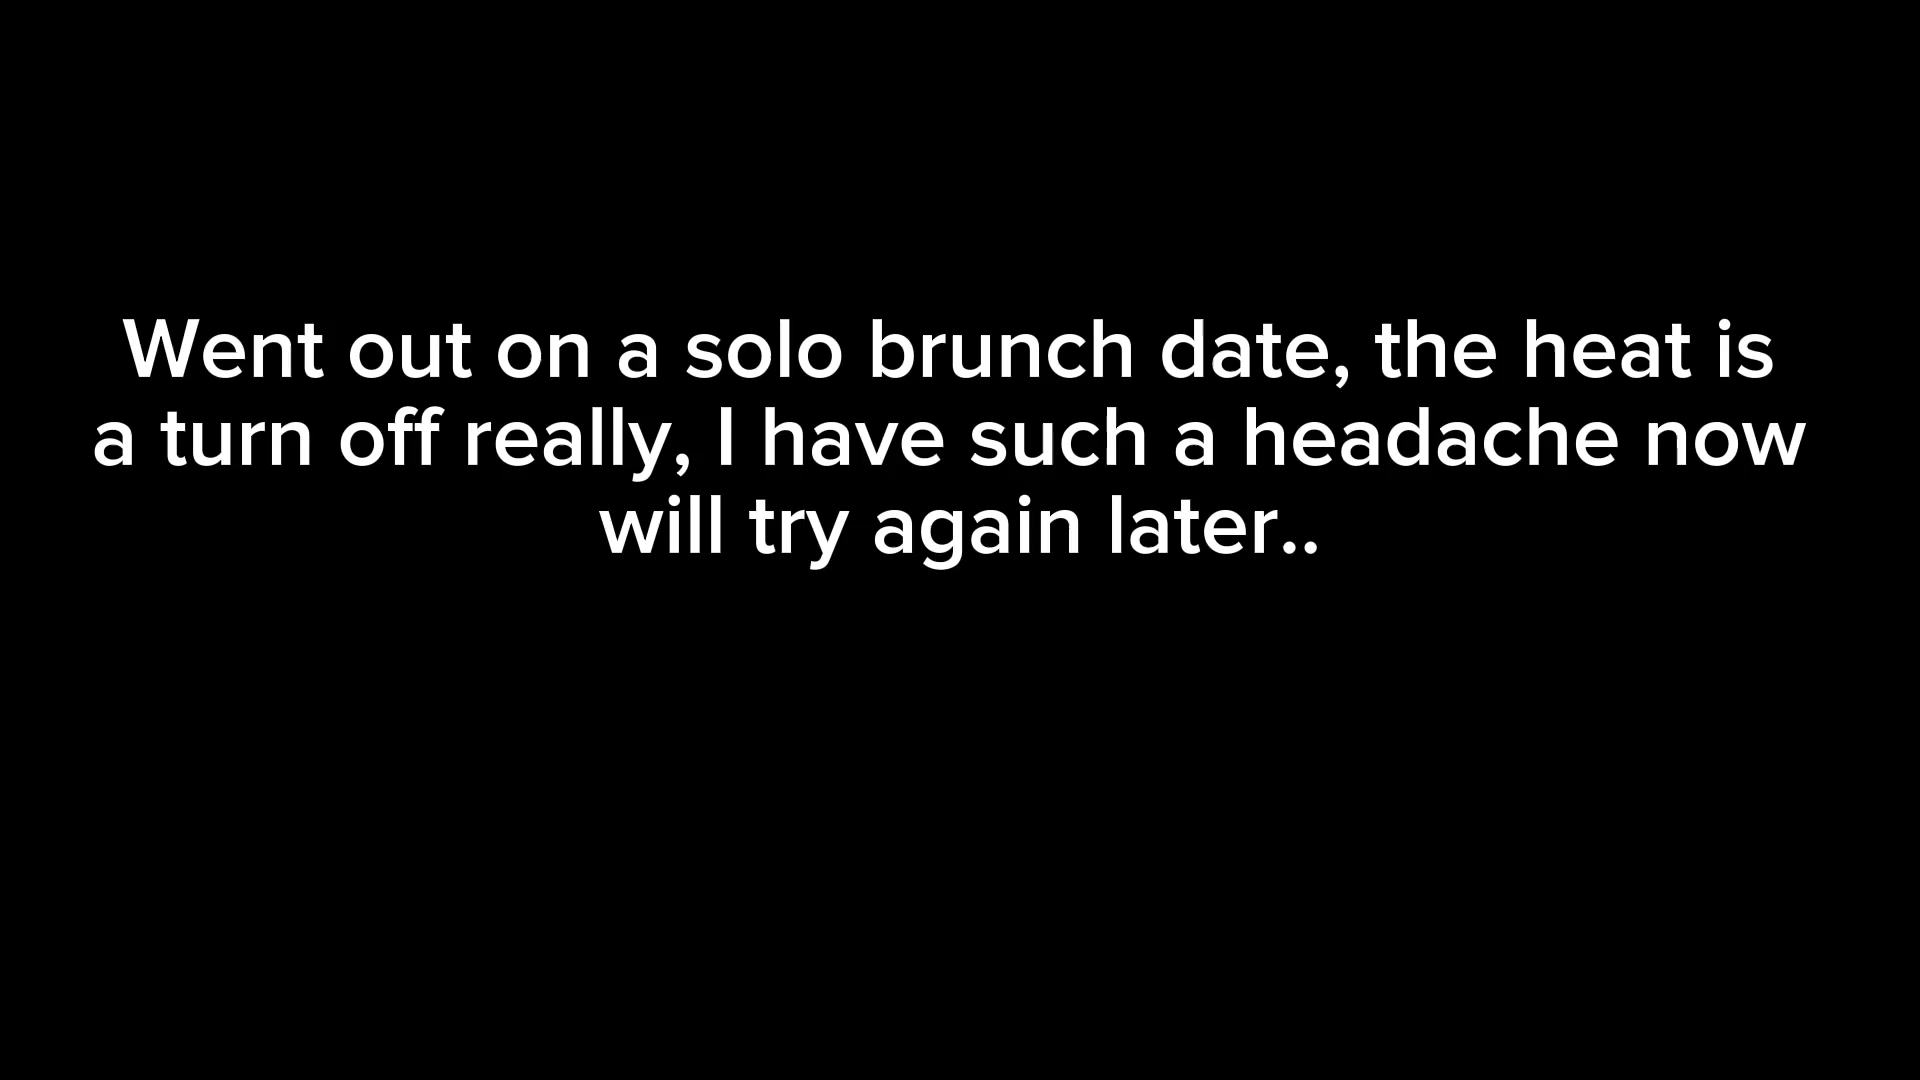 Went out on a solo brunch date, the heat is
a turn off really, I have such a headache now
will try again later..